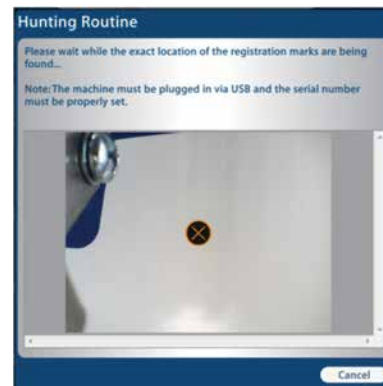 Hunting Routine
Please wait while the exact location of the registration marks are being
found...
Note: The machine must be plugged in via USB and the serial number
must be properly set.
Cancel